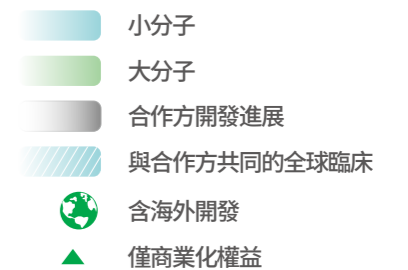 小分子
大分子
合作方開發進展
與合作方共同的全球臨床
含海外開發
僅商業化權益